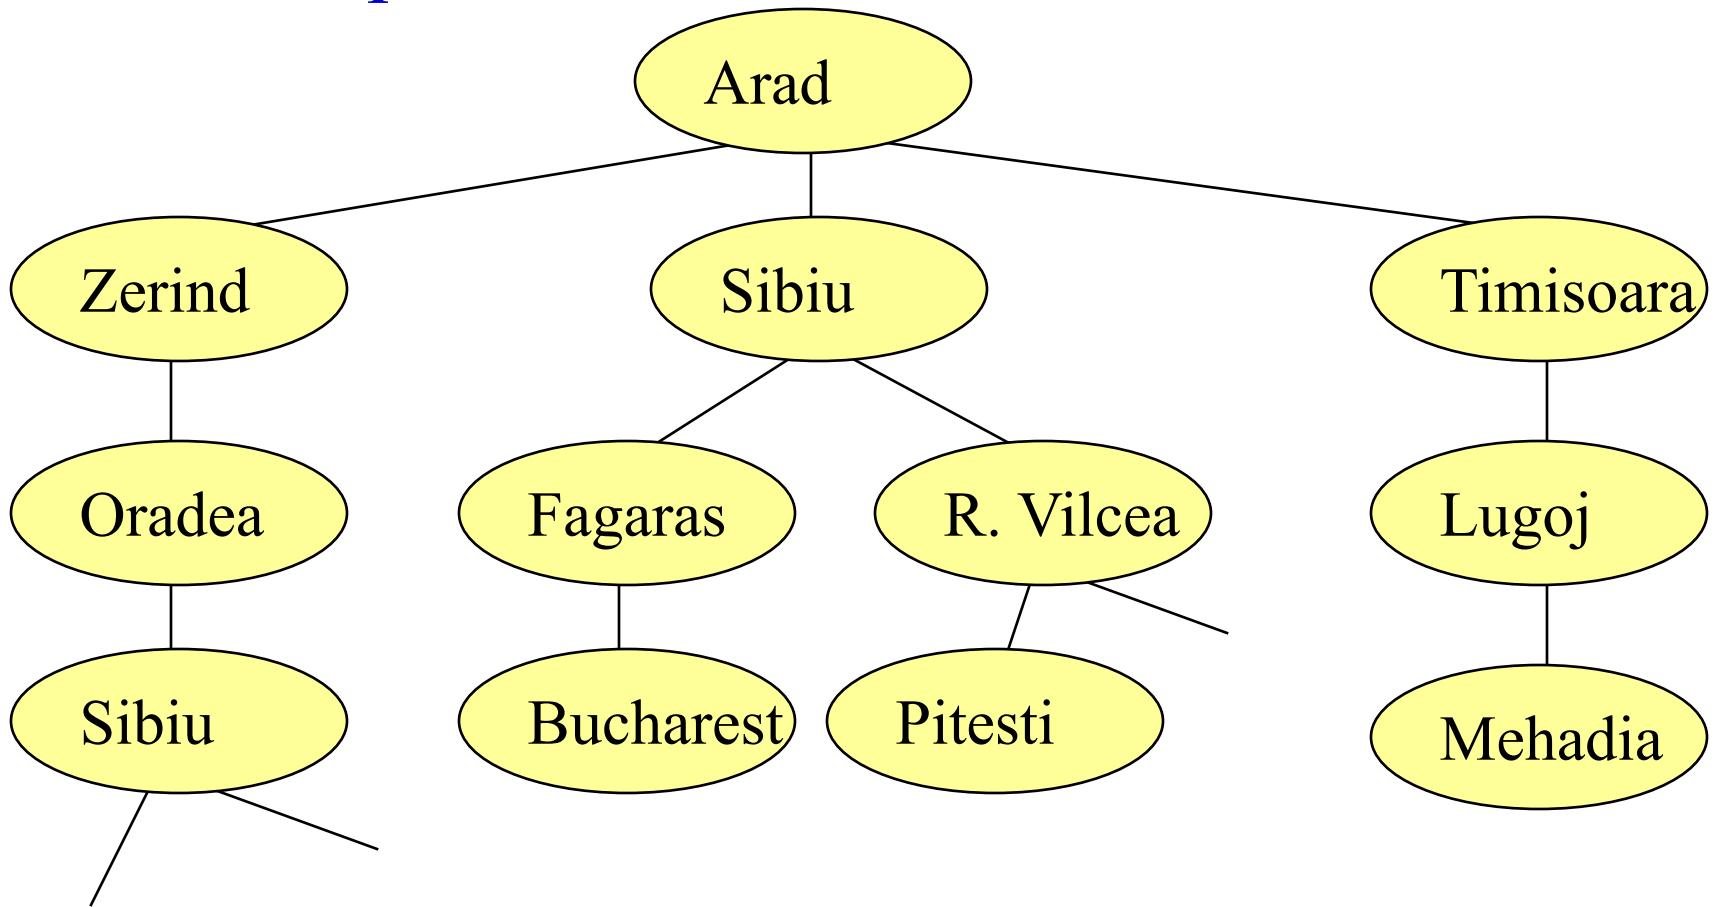 Arad
Zerind
Sibiu
Timisoara
Oradea
Fagaras
R. Vilcea
Lugoj
Sibiu
Bucharest
Pitesti
Mehadia